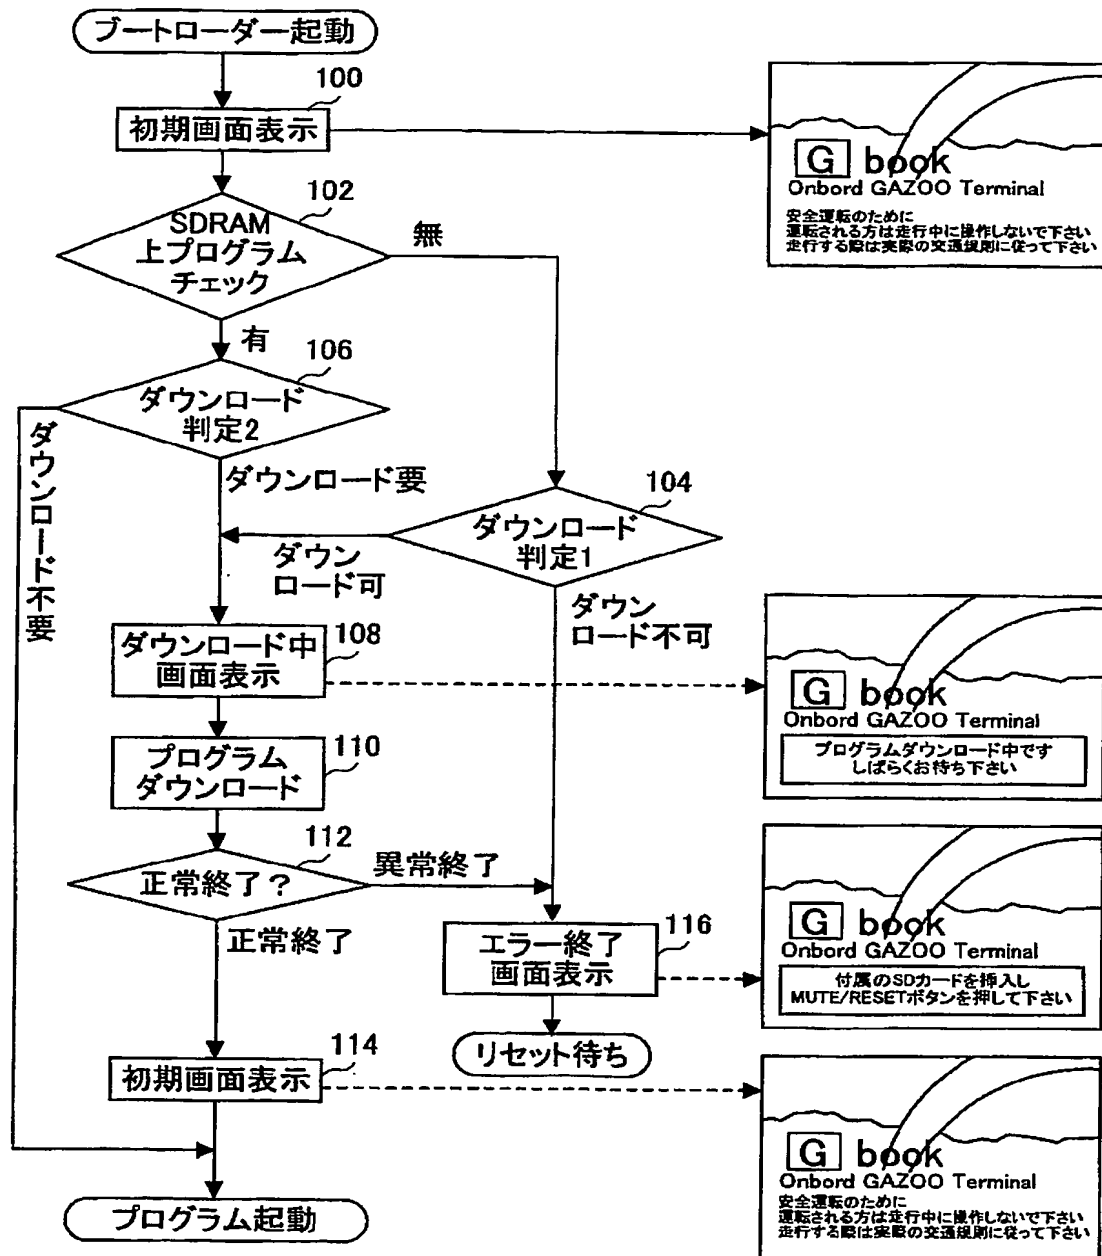 ブートローダー起動
100
初期画面表示
G book
Onbord GAZOO Terminal
安全運転のために
運転される方は走行中に操作しないで下さい
走行する際は実際の交通規則に従って下さい
102
SDRAM
上プログラム
チェック
無
有
106
ダウンロード
判定2
ダウンロード不要
ダウンロード要
104
ダウンロード
判定1
ダウン
ロード可
ダウン
ロード不可
ダウンロード中
画面表示
108
G book
Onbord GAZOO Terminal
プログラムダウンロード中です
しばらくお待ち下さい
プログラム
ダウンロード
110
112
正常終了？
異常終了
正常終了
エラー終了
画面表示
116
G book
Onbord GAZOO Terminal
付属のSDカードを挿入し
MUTE/RESETボタンを押して下さい
リセット待ち
初期画面表示
114
G book
Onbord GAZOO Terminal
安全運転のために
運転される方は走行中に操作しないで下さい
走行する際は実際の交通規則に従って下さい
プログラム起動